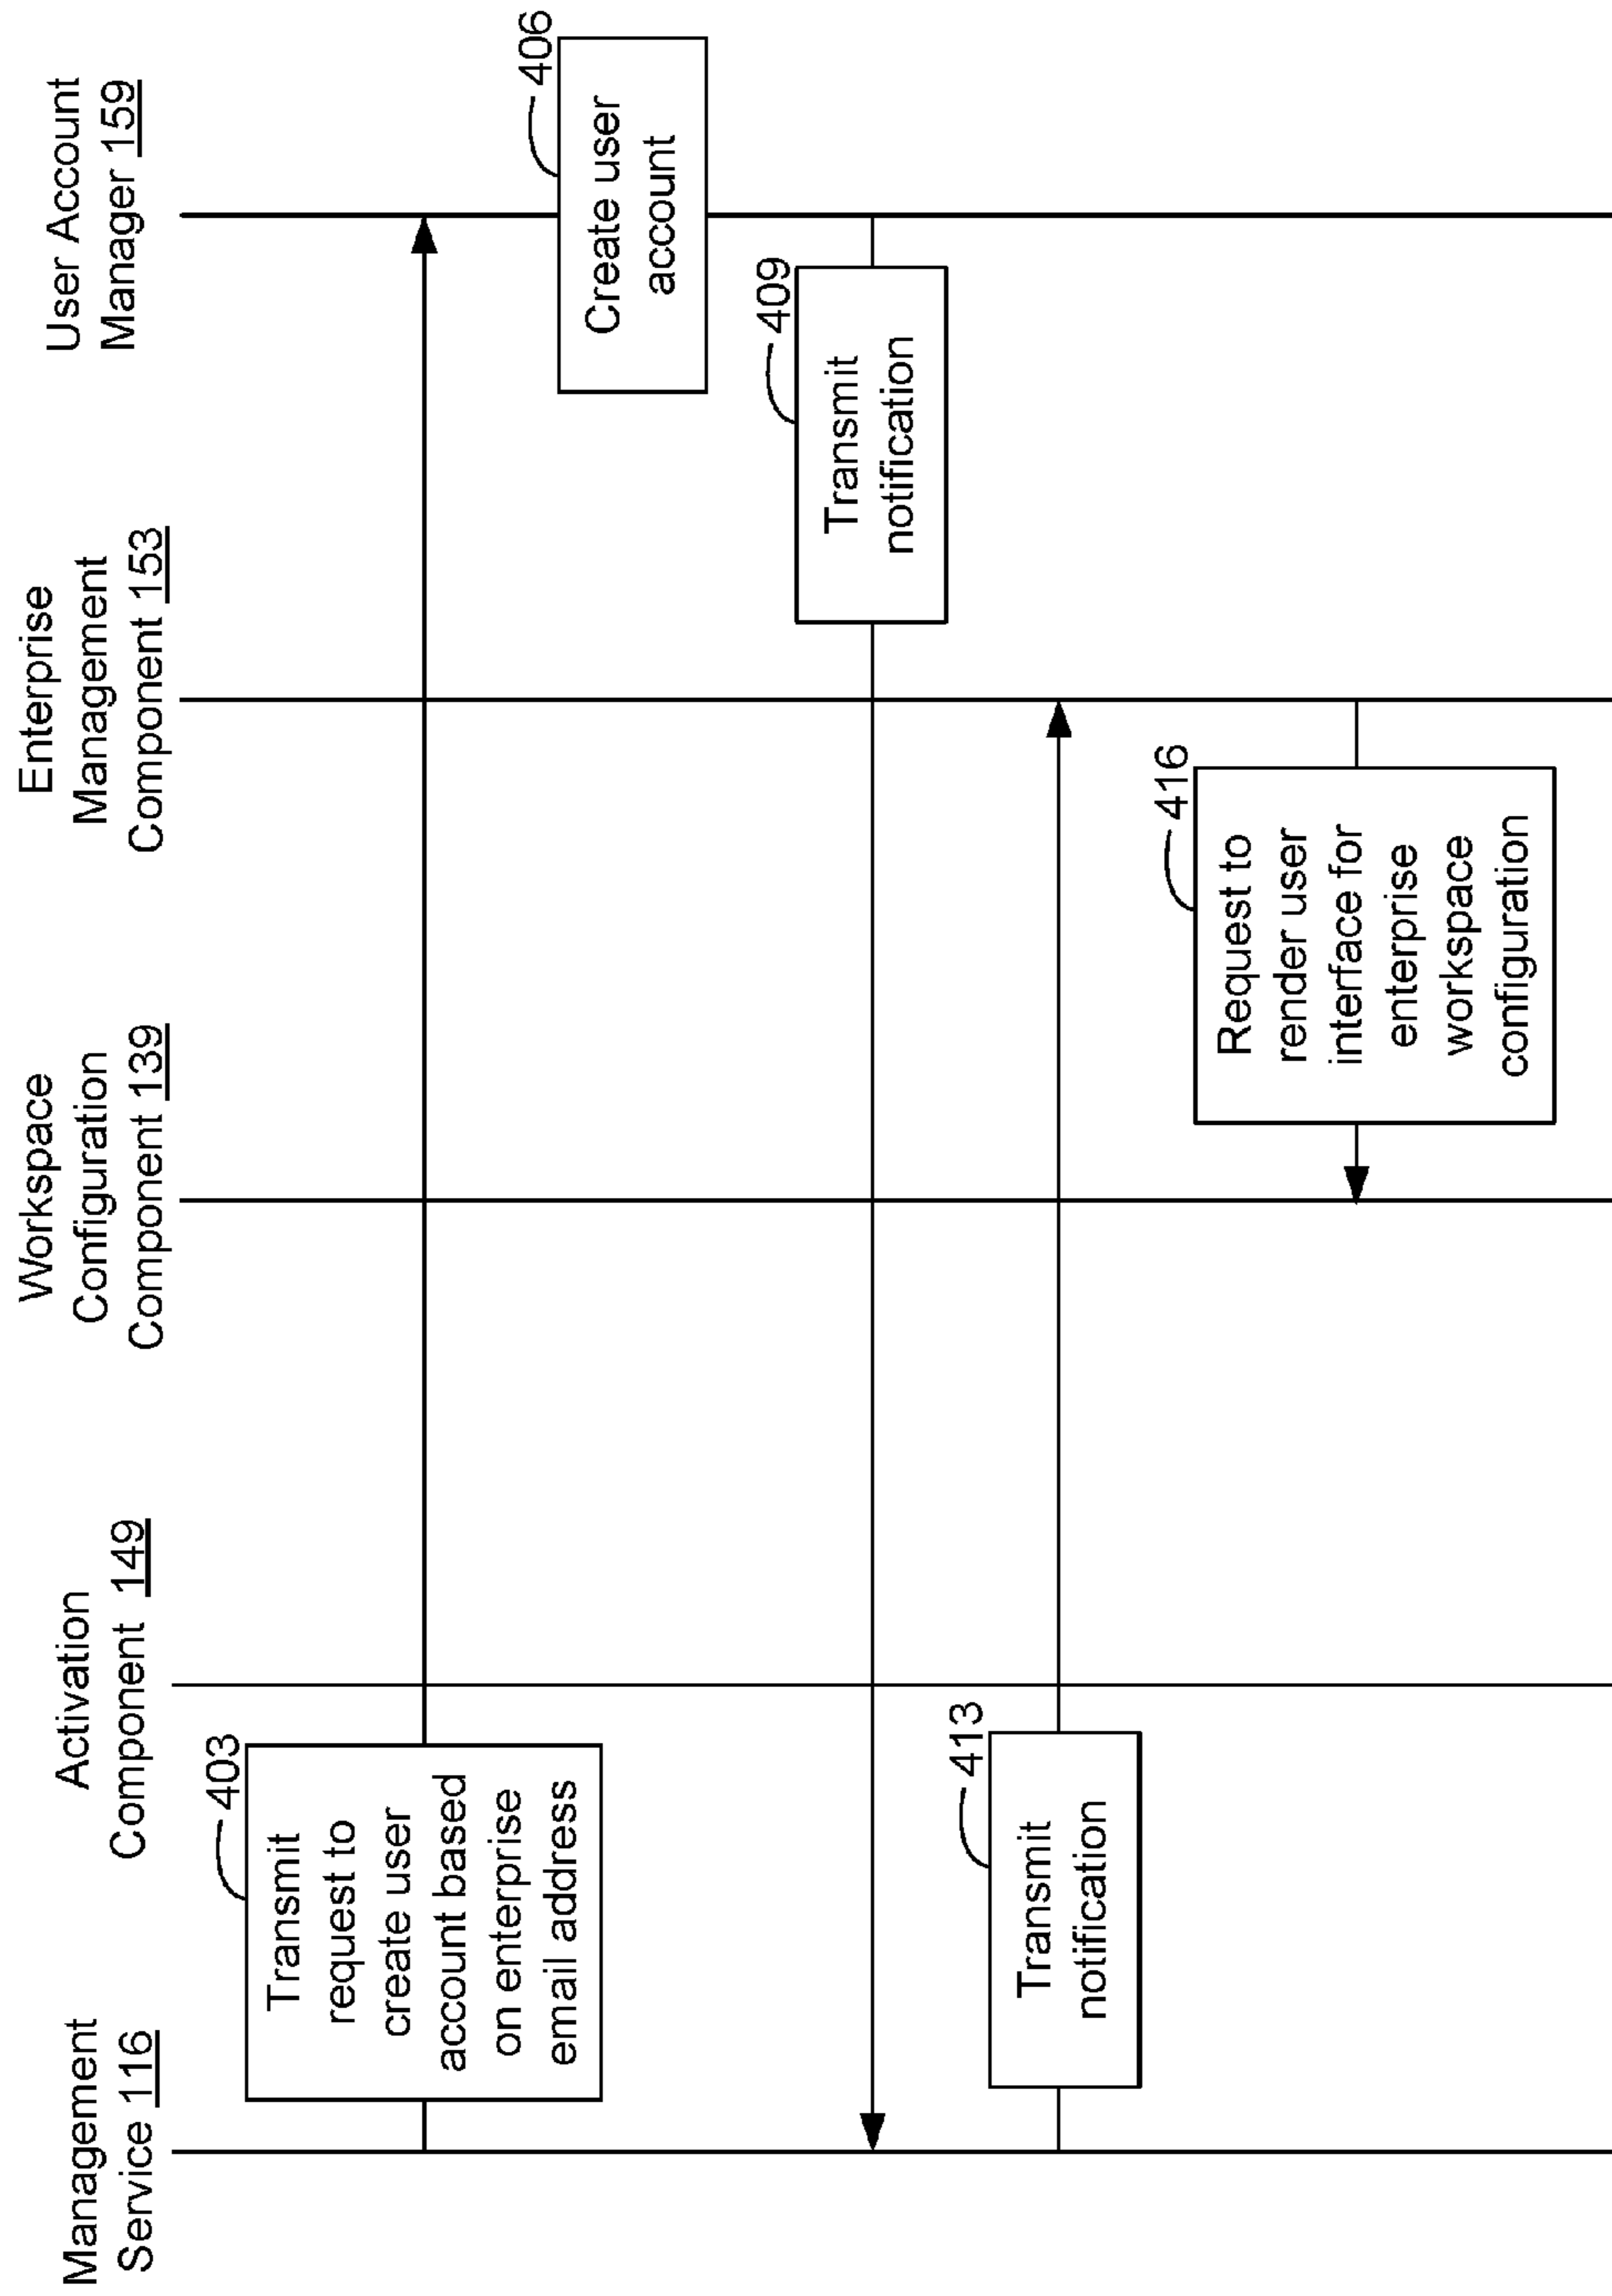 Management
Service 116
Activation
Component 149
Workspace
Configuration
Component 139
Enterprise
Management
Component 153
User Account
Manager 159
403
Transmit
request to
create user
account based
on enterprise
email address
406
Create user
account
409
Transmit
notification
413
Transmit
notification
416
Request to
render user
interface for
enterprise
workspace
configuration